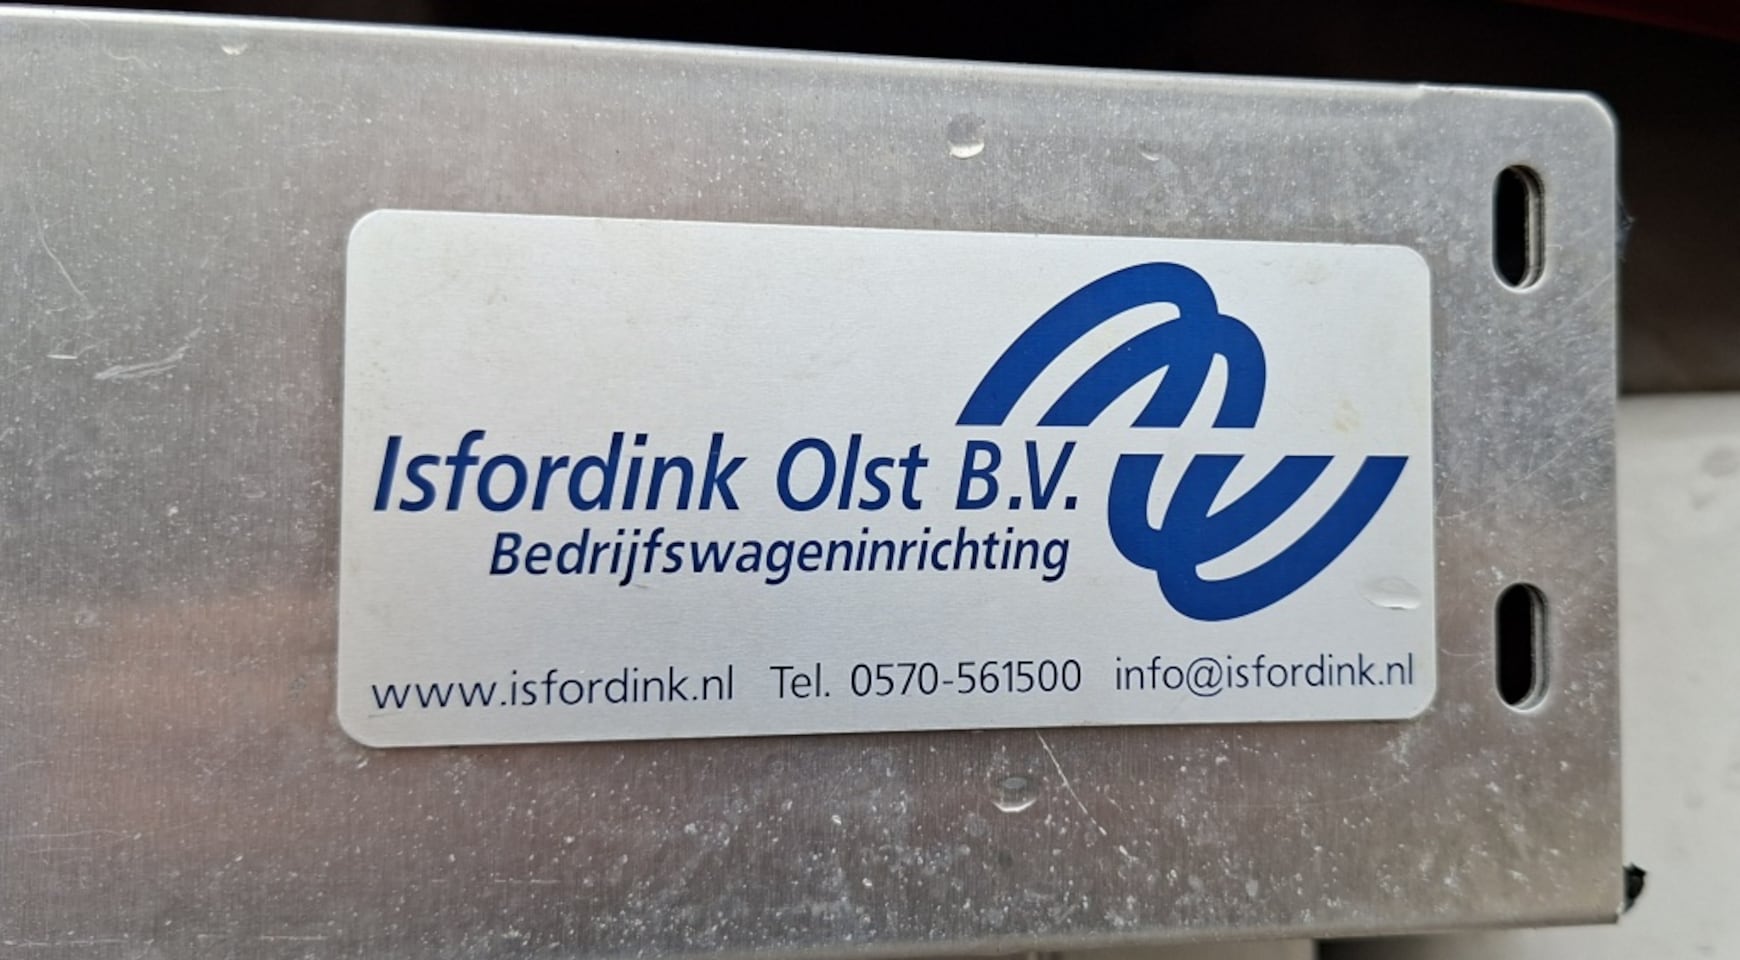 Isfordink Olst B.V.
Bedrijfswageninrichting
www.isfordink.nl Tel. 0570-561500 info@isfordink.nl